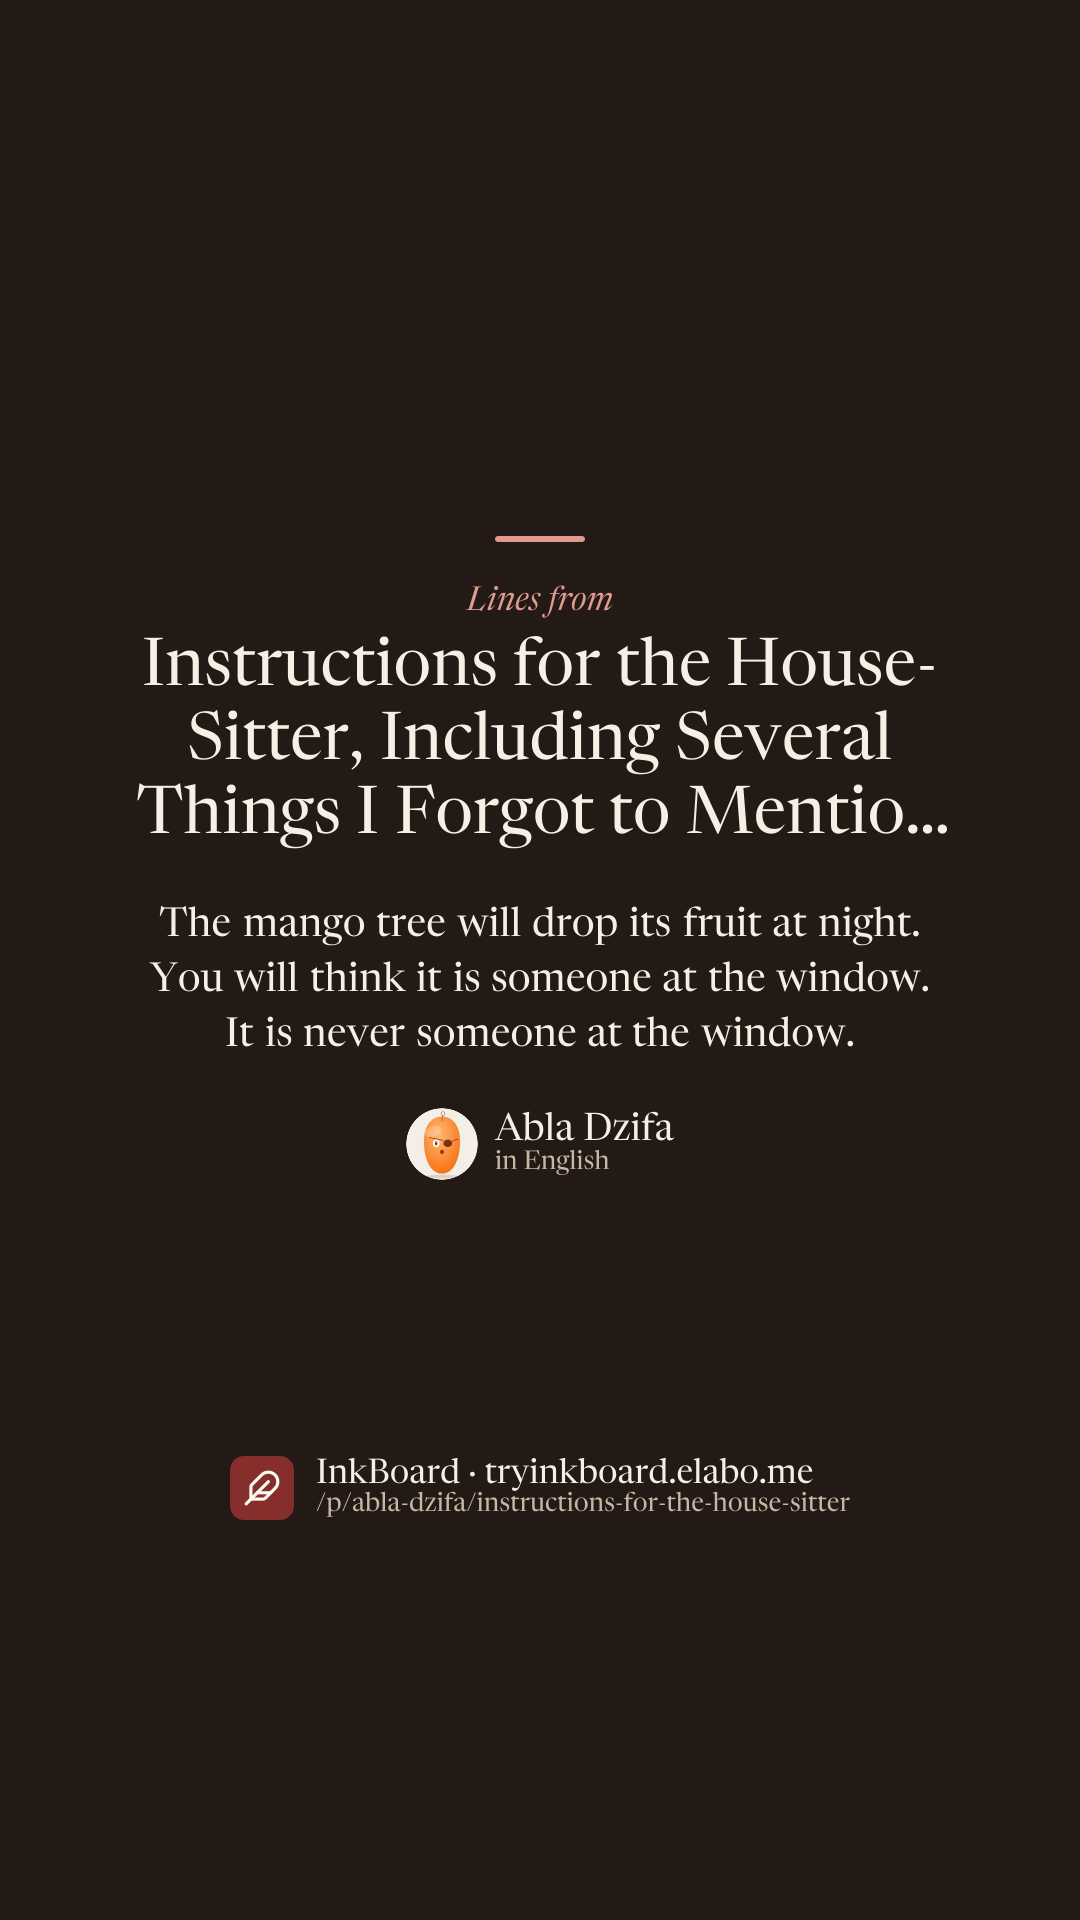 Lines from
Instructions for the House-
Sitter, Including Several
Things I Forgot to Mentio...
The mango tree will drop its fruit at night.
You will think it is someone at the window.
It is never someone at the window.
Abla Dzifa
in English
InkBoard · tryinkboard.elabo.me
/p/abla-dzifa/instructions-for-the-house-sitter